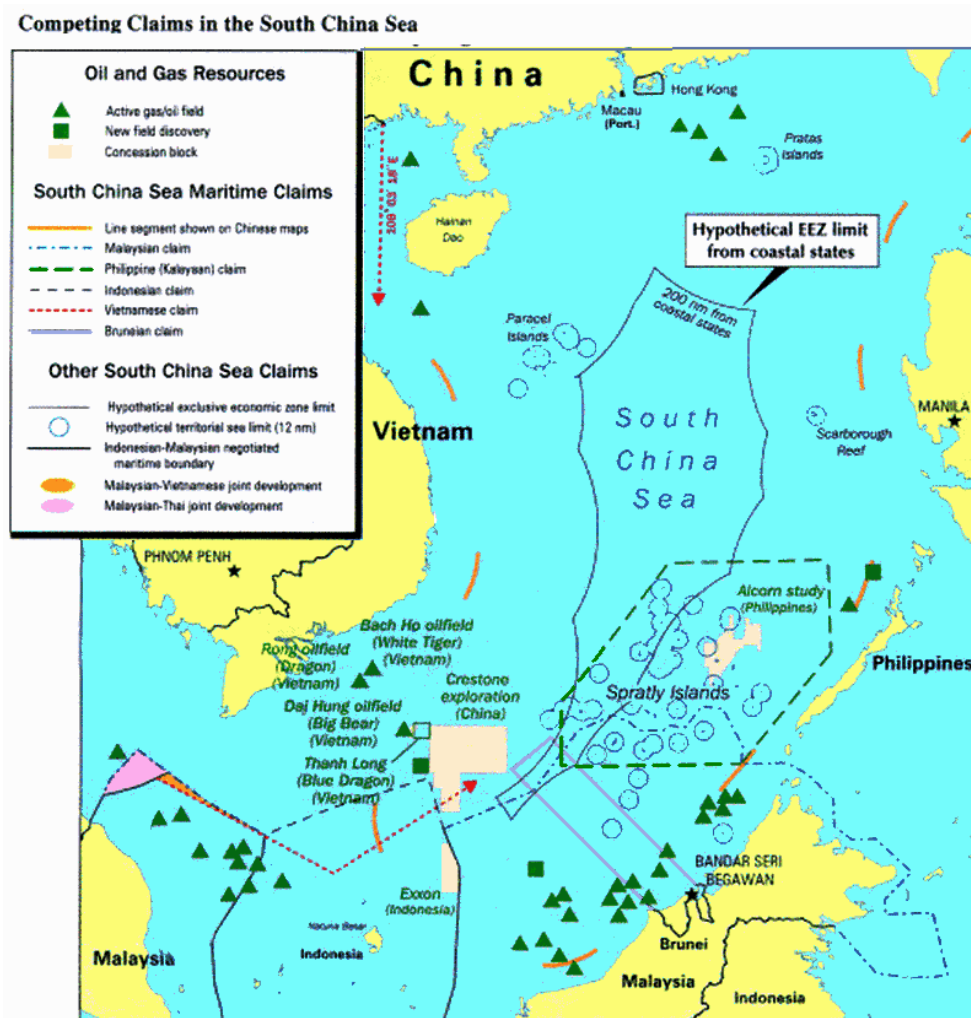 Competing Claims in the South China Sea
Oil and Gas Resources
Active gas/oil field
New field discovery
Concession block
South China Sea Maritime Claims
Line segment shown on Chinese maps
Malaysian claim
Philippine (Kalaysan) claim
Indonesian claim
Vietnamese claim
Bruneian claim
Other South China Sea Claims
Hypothetical exclusive economic zone limit
Hypothetical territorial sea limit (12 nm)
Indonesian-Malaysian negotiated
maritime boundary
Malaysian-Vietnamese joint development
Malaysian-Thai joint development
China
Hong Kong
Macau
(Port.)
Pratas
Islands
108° 03' 18" E
Hainan
Dao
Hypothetical EEZ limit
from coastal states
200 nm from
coastal states
Paracel
Islands
Vietnam
South
China
Sea
MANILA
Scarborough
Reef
PHNOM PENH
Alcorn study
(Philippines)
Bach Ho oilfield
(White Tiger)
(Vietnam)
Rong oilfield
(Dragon)
(Vietnam)
Crestone
exploration
(China)
Philippines
Spratly Islands
Dai Hung oilfield
(Big Bear)
(Vietnam)
Thanh Long
(Blue Dragon)
(Vietnam)
BANDAR SERI
BEGAWAN
Exxon
(Indonesia)
Natuna Besar
Malaysia
Indonesia
Brunei
Malaysia
Indonesia